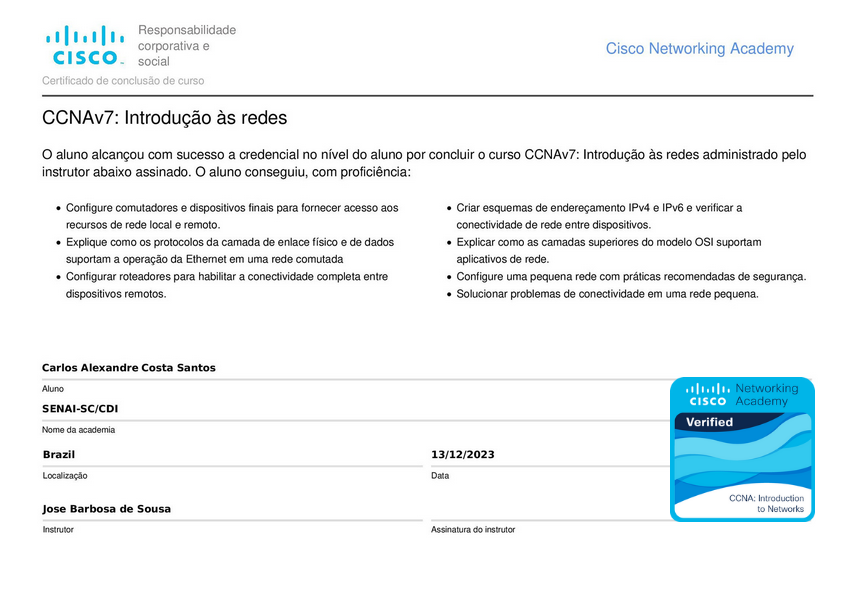 CISCO
Responsabilidade
corporativa e
social
Cisco Networking Academy
Certificado de conclusão de curso
CCNAv7: Introdução às redes
O aluno alcançou com sucesso a credencial no nível do aluno por concluir o curso CCNAv7: Introdução às redes administrado pelo
instrutor abaixo assinado. O aluno conseguiu, com proficiência:
• Configure comutadores e dispositivos finais para fornecer acesso aos
recursos de rede local e remoto.
• Explique como os protocolos da camada de enlace físico e de dados
suportam a operação da Ethernet em uma rede comutada
• Configurar roteadores para habilitar a conectividade completa entre
dispositivos remotos.
• Criar esquemas de endereçamento IPv4 e IPv6 e verificar a
conectividade de rede entre dispositivos.
• Explicar como as camadas superiores do modelo OSI suportam
aplicativos de rede.
• Configure uma pequena rede com práticas recomendadas de segurança.
• Solucionar problemas de conectividade em uma rede pequena.
Carlos Alexandre Costa Santos
Aluno
SENAI-SC/CDI
Nome da academia
Brazil
Localização
13/12/2023
Data
Jose Barbosa de Sousa
Instrutor
Assinatura do instrutor
CISCO
Networking
Academy
Verified
CCNA: Introduction
to Networks